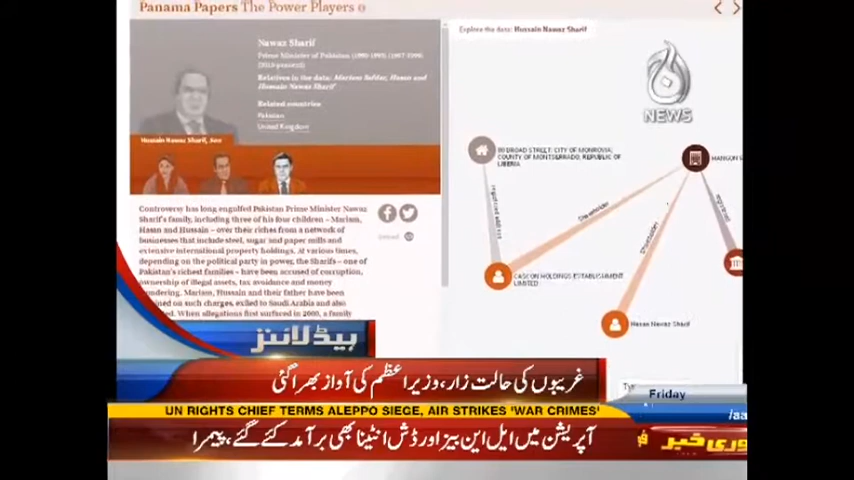 Panama Papers The Power Players
Nawaz Sharif
Prime Minister of Pakistan (1990-1993) (1997-1999)
(2013-present)
Relatives in the data: Mariam Safdar, Hasan and
Hussain Nawaz Sharif
Related countries
Pakistan
United Kingdom
Hussain Nawaz Sharif, Son
Controversy has long engulfed Pakistan Prime Minister Nawaz
Sharif's family, including three of his four children – Mariam,
Hasan and Hussain – over their riches from a network of
businesses that include steel, sugar and paper mills and
extensive international property holdings. At various times,
depending on the political party in power, the Sharifs – one of
Pakistan's richest families – have been accused of corruption,
ownership of illegal assets, tax avoidance and money
Mariam, Hussain and their father have been
on such charges, exiled to Saudi Arabia and also
When allegations first surfaced in 2000, a family
Explore the data: Hussain Nawaz Sharif
NEWS
80 BROAD STREET; CITY OF MONROVIA;
COUNTY OF MONTSERRADO, REPUBLIC OF
LIBERIA
registered address
Shareholder
Shareholder
CASCON HOLDINGS ESTABLISHMENT
LIMITED
Hasan Nawaz Sharif
ہیڈلائنز
غریبوں کی حالت زار، وزیراعظم کی آواز بھرا گئی
Friday
UN RIGHTS CHIEF TERMS ALEPPO SIEGE, AIR STRIKES 'WAR CRIMES'
آپریشن میں ایل این بیز اور ڈش انٹینا بھی برآمد کئے گئے، پیمرا